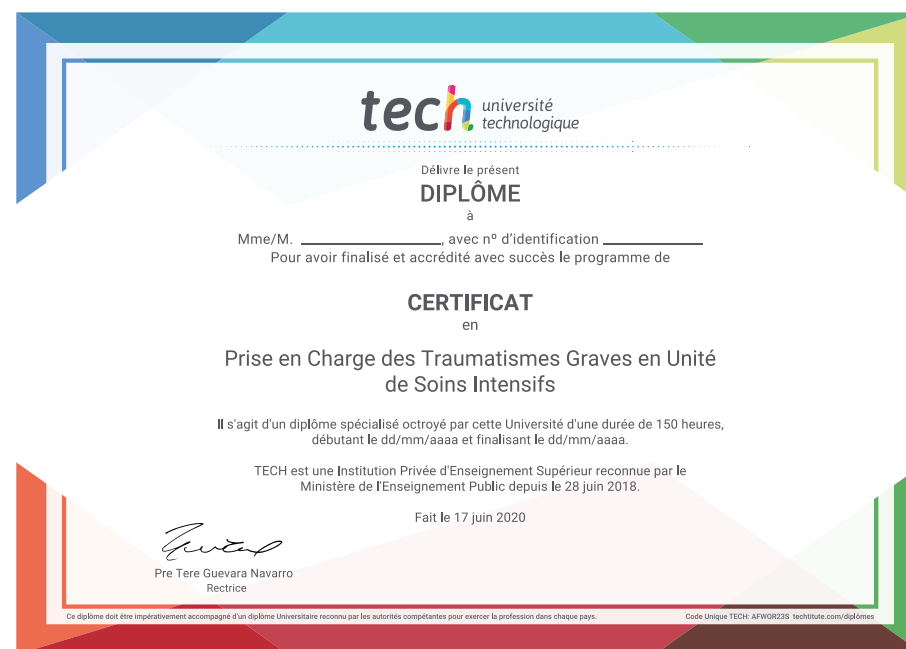 tech université
technologique
Délivre le présent
DIPLÔME
à
Mme/M. ____________________, avec nº d'identification ______________
Pour avoir finalisé et accrédité avec succès le programme de
CERTIFICAT
en
Prise en Charge des Traumatismes Graves en Unité
de Soins Intensifs
Il s'agit d'un diplôme spécialisé octroyé par cette Université d'une durée de 150 heures,
débutant le dd/mm/aaaa et finalisant le dd/mm/aaaa.
TECH est une Institution Privée d'Enseignement Supérieur reconnue par le
Ministère de l'Enseignement Public depuis le 28 juin 2018.
Fait le 17 juin 2020
Pre Tere Guevara Navarro
Rectrice
Ce diplôme doit être impérativement accompagné d'un diplôme Universitaire reconnu par les autorités compétantes pour exercer la profession dans chaque pays.
Code Unique TECH: AFWOR23S techtitute.com/diplômes